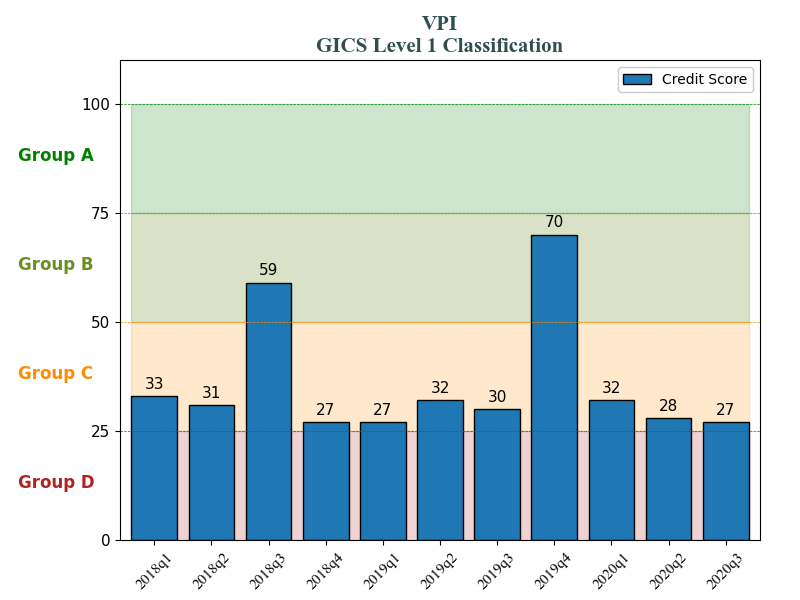 VPI
GICS Level 1 Classification
Credit Score
100
Group A
75
70
Group B
59
50
Group C
33
31
27
27
32
30
32
28
27
25
Group D
0
2018q1
2018q2
2018q3
2018q4
2019q1
2019q2
2019q3
2019q4
2020q1
2020q2
2020q3